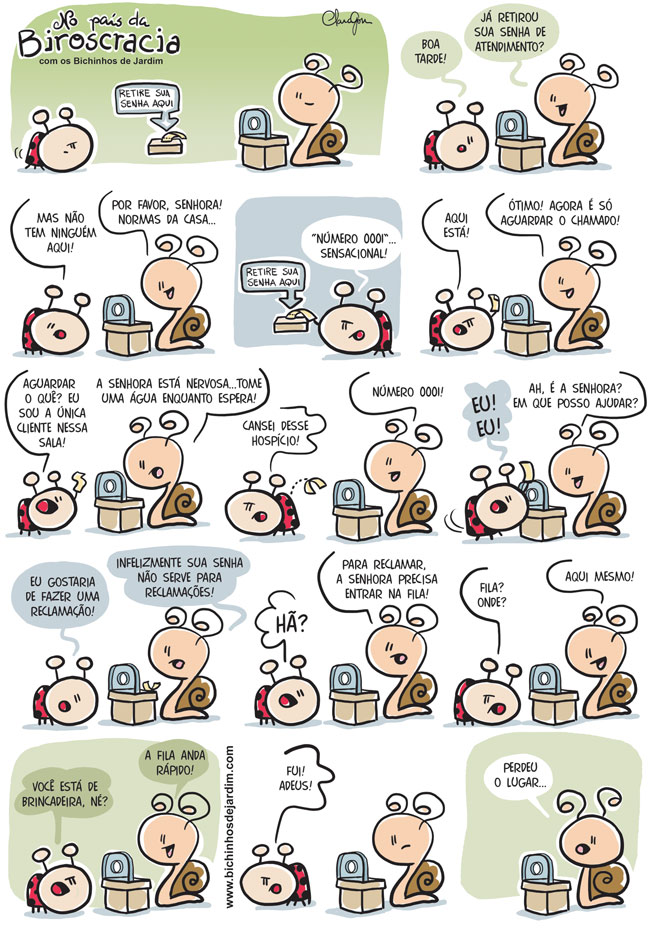 No país da
Biroscracia
com os Bichinhos de Jardim
Clara Gom
RETIRE SUA
SENHA AQUI
BOA
TARDE!
JÁ RETIROU
SUA SENHA DE
ATENDIMENTO?
MAS NÃO
TEM NINGUÉM
AQUI!
POR FAVOR, SENHORA!
NORMAS DA CASA...
"NÚMERO 0001"...
SENSACIONAL!
RETIRE SUA
SENHA AQUI
AQUI
ESTÁ!
ÓTIMO! AGORA É SÓ
AGUARDAR O CHAMADO!
AGUARDAR
O QUÊ? EU
SOU A ÚNICA
CLIENTE NESSA
SALA!
A SENHORA ESTÁ NERVOSA...TOME
UMA ÁGUA ENQUANTO ESPERA!
CANSEI DESSE
HOSPÍCIO!
NÚMERO 0001!
EU!
EU!
AH, É A SENHORA?
EM QUE POSSO AJUDAR?
EU GOSTARIA
DE FAZER UMA
RECLAMAÇÃO!
INFELIZMENTE SUA SENHA
NÃO SERVE PARA
RECLAMAÇÕES!
HÃ?
PARA RECLAMAR,
A SENHORA PRECISA
ENTRAR NA FILA!
FILA?
ONDE?
AQUI MESMO!
VOCÊ ESTÁ DE
BRINCADEIRA, NÉ?
A FILA ANDA
RÁPIDO!
www.bichinhosdejardim.com
FUI!
ADEUS!
PERDEU
O LUGAR...